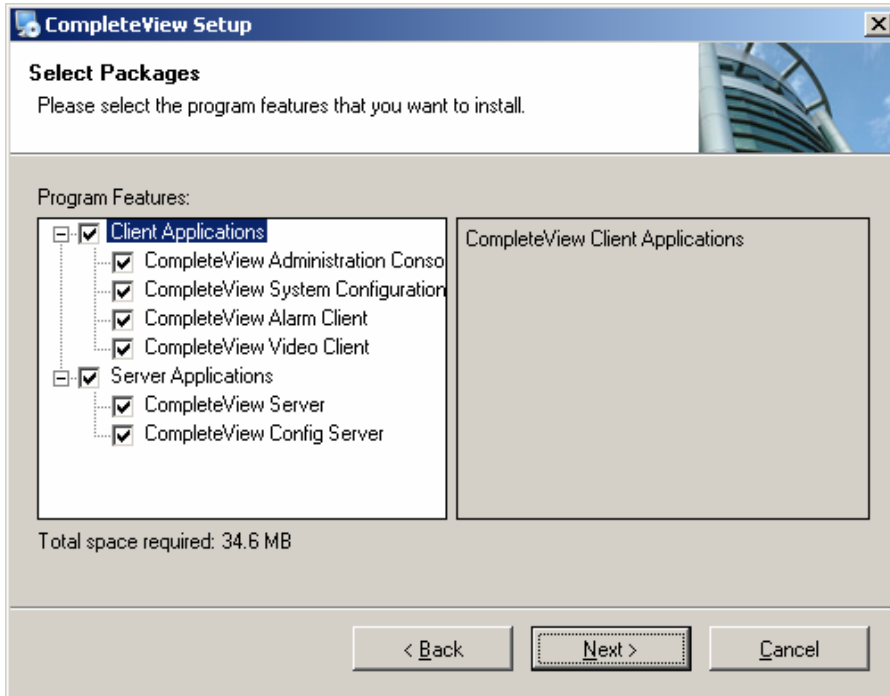 CompleteView Setup
Select Packages
Please select the program features that you want to install.
Program Features:
Client Applications
CompleteView Administration Conso
CompleteView System Configuration
CompleteView Alarm Client
CompleteView Video Client
Server Applications
CompleteView Server
CompleteView Config Server
CompleteView Client Applications
Total space required: 34.6 MB
< Back
Next >
Cancel